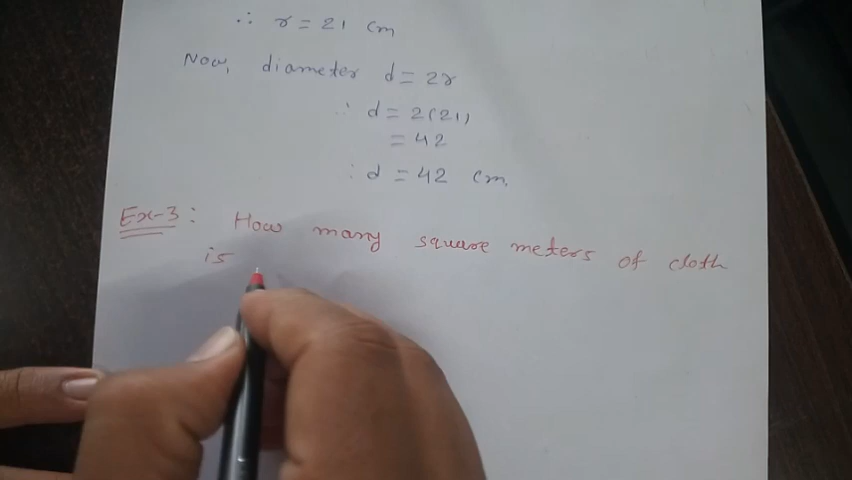 ∴ r = 21 cm
Now, diameter d = 2r
∴ d = 2(21)
= 42
∴ d = 42 cm.
Ex-3: How many square meters of cloth
is